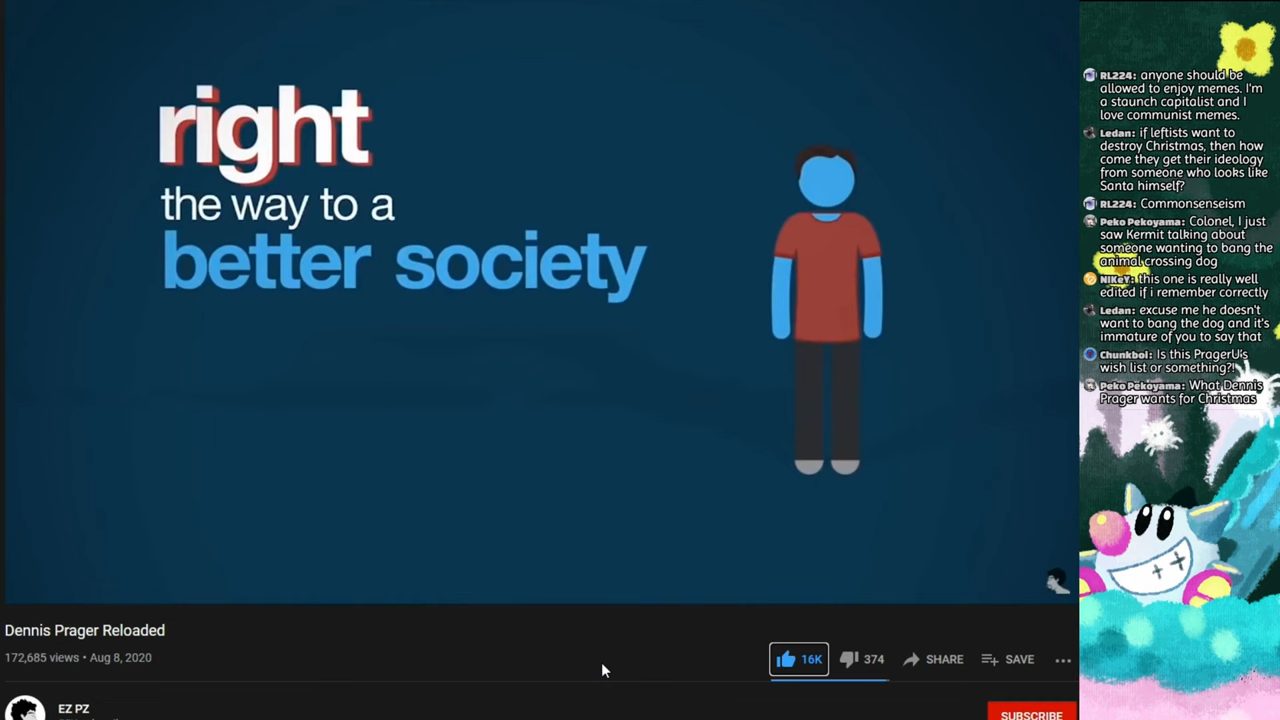 right
the way to a
better society
Dennis Prager Reloaded
172,685 views • Aug 8, 2020
16K
374
SHARE
SAVE
EZ PZ
SUBSCRIBE
RL224: anyone should be
allowed to enjoy memes. I'm
a staunch capitalist and I
love communist memes.
Ledan: if leftists want to
destroy Christmas, then how
come they get their ideology
from someone who looks like
Santa himself?
RL224: Commonsenseism
Peko Pekoyama: Colonel, I just
saw Kermit talking about
someone wanting to bang the
animal crossing dog
NiKeY: this one is really well
edited if i remember correctly
Ledan: excuse me he doesn't
want to bang the dog and it's
immature of you to say that
Chunkboi: Is this PragerU's
wish list or something?!
Peko Pekoyama: What Dennis
Prager wants for Christmas